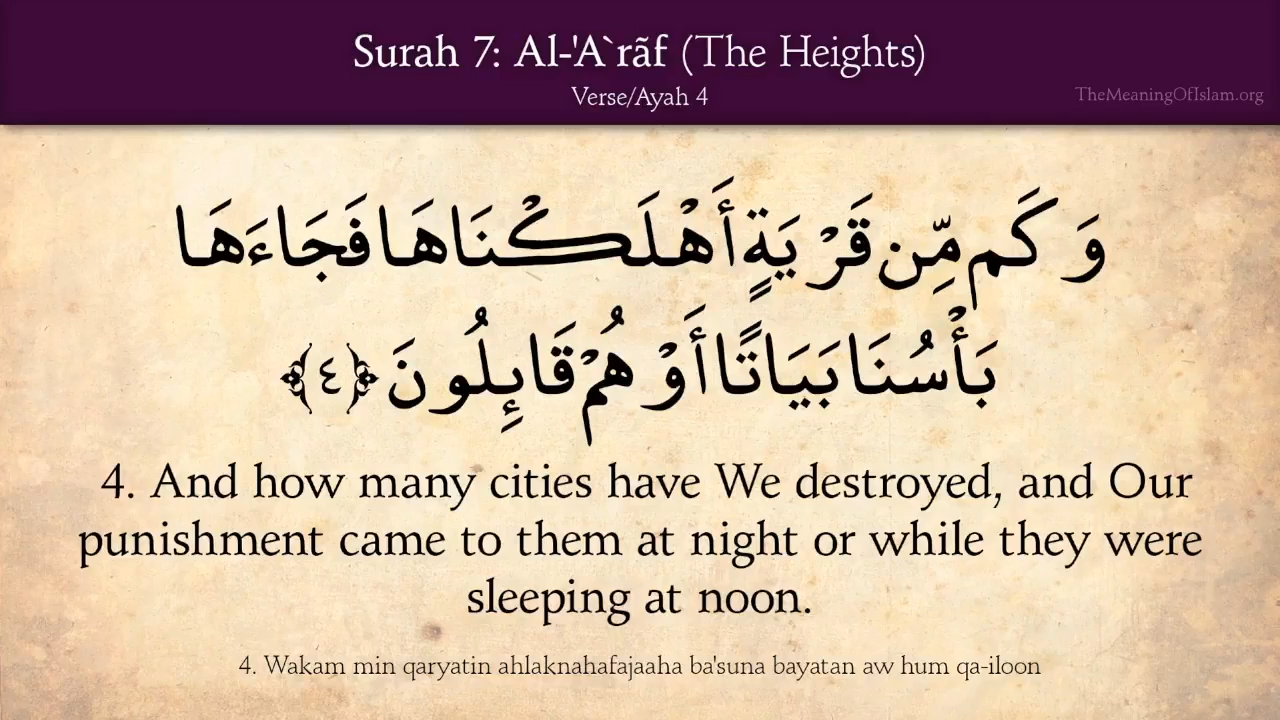 Surah 7: Al-'A`rãf (The Heights)
Verse/Ayah 4
TheMeaningOfIslam.org
وَكَم مِّن قَرْيَةٍ أَهْلَكْنَاهَا فَجَاءَهَا
بَأْسُنَا بَيَاتًا أَوْ هُمْ قَائِلُونَ ﴿٤﴾
4. And how many cities have We destroyed, and Our
punishment came to them at night or while they were
sleeping at noon.
4. Wakam min qaryatin ahlaknahafajaaha ba'suna bayatan aw hum qa-iloon